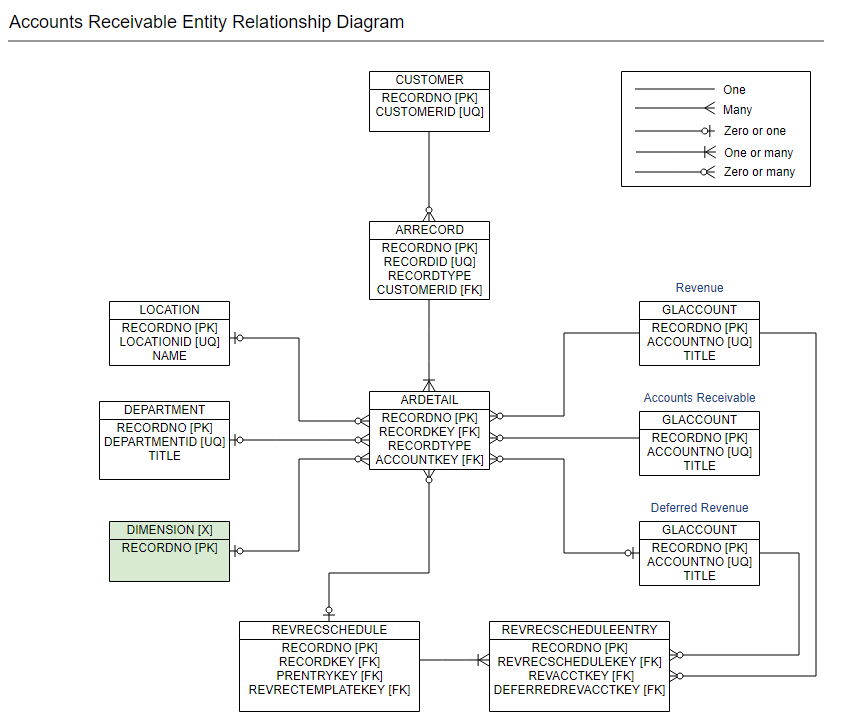 Accounts Receivable Entity Relationship Diagram
CUSTOMER
RECORDNO [PK]
CUSTOMERID [UQ]
One
Many
Zero or one
One or many
Zero or many
ARRECORD
RECORDNO [PK]
RECORDID [UQ]
RECORDTYPE
CUSTOMERID [FK]
LOCATION
RECORDNO [PK]
LOCATIONID [UQ]
NAME
Revenue
GLACCOUNT
RECORDNO [PK]
ACCOUNTNO [UQ]
TITLE
DEPARTMENT
RECORDNO [PK]
DEPARTMENTID [UQ]
TITLE
ARDETAIL
RECORDNO [PK]
RECORDKEY [FK]
RECORDTYPE
ACCOUNTKEY [FK]
Accounts Receivable
GLACCOUNT
RECORDNO [PK]
ACCOUNTNO [UQ]
TITLE
DIMENSION [X]
RECORDNO [PK]
Deferred Revenue
GLACCOUNT
RECORDNO [PK]
ACCOUNTNO [UQ]
TITLE
REVRECSCHEDULE
RECORDNO [PK]
RECORDKEY [FK]
PRENTRYKEY [FK]
REVRECTEMPLATEKEY [FK]
REVRECSCHEDULEENTRY
RECORDNO [PK]
REVRECSCHEDULEKEY [FK]
REVACCTKEY [FK]
DEFERREDREVACCTKEY [FK]